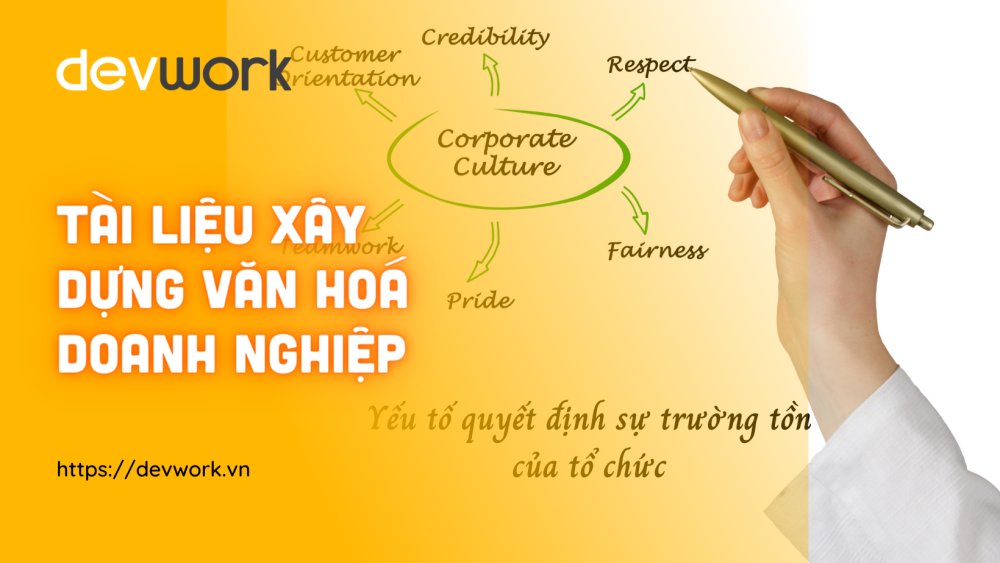 devwork
Customer
Orientation
Credibility
Respect
Corporate
Culture
TÀI LIỆU XÂY
DỰNG VĂN HOÁ
DOANH NGHIỆP
Teamwork
Fairness
Pride
Yếu tố quyết định sự trường tồn
của tổ chức
https://devwork.vn